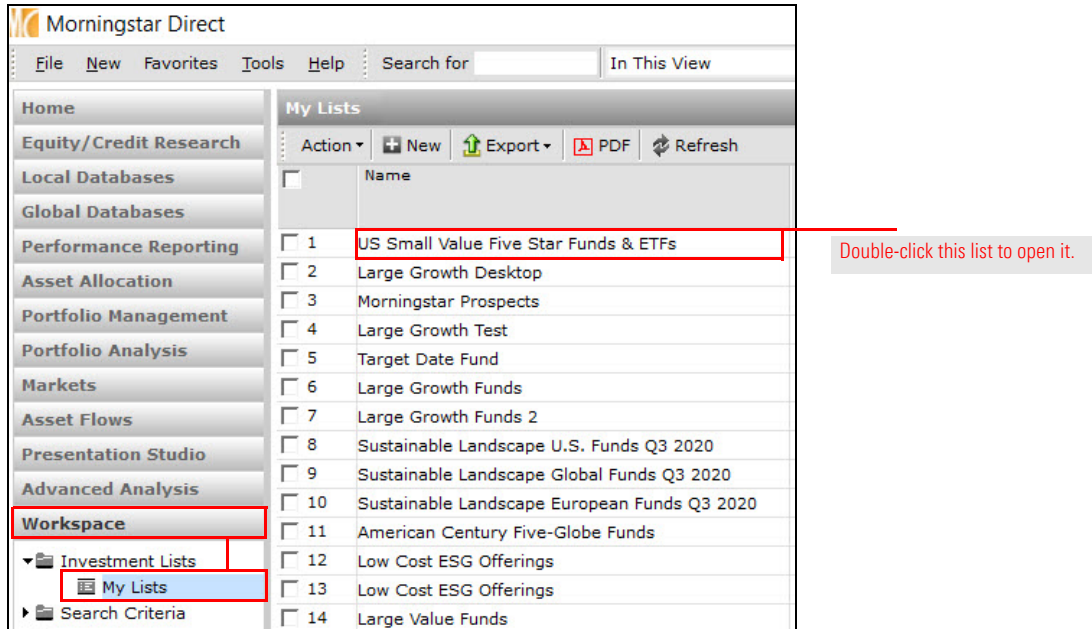 Morningstar Direct
File New Favorites Tools Help Search for In This View
Home
Equity/Credit Research
Local Databases
Global Databases
Performance Reporting
Asset Allocation
Portfolio Management
Portfolio Analysis
Markets
Asset Flows
Presentation Studio
Advanced Analysis
Workspace
Investment Lists
My Lists
Search Criteria
My Lists
Action New Export PDF Refresh
Name
1 US Small Value Five Star Funds & ETFs
2 Large Growth Desktop
3 Morningstar Prospects
4 Large Growth Test
5 Target Date Fund
6 Large Growth Funds
7 Large Growth Funds 2
8 Sustainable Landscape U.S. Funds Q3 2020
9 Sustainable Landscape Global Funds Q3 2020
10 Sustainable Landscape European Funds Q3 2020
11 American Century Five-Globe Funds
12 Low Cost ESG Offerings
13 Low Cost ESG Offerings
14 Large Value Funds
Double-click this list to open it.